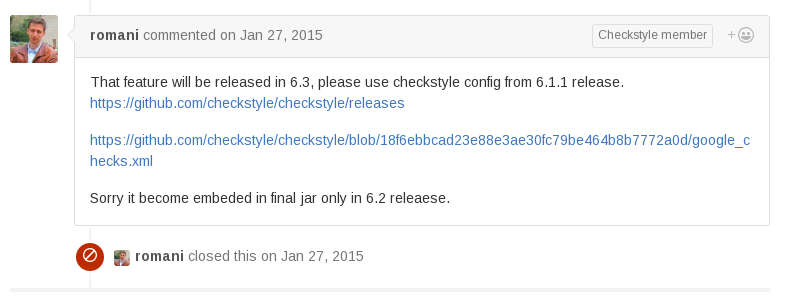 romani commented on Jan 27, 2015
Checkstyle member
That feature will be released in 6.3, please use checkstyle config from 6.1.1 release.
https://github.com/checkstyle/checkstyle/releases
https://github.com/checkstyle/checkstyle/blob/18f6ebbcad23e88e3ae30fc79be464b8b7772a0d/google_c
hecks.xml
Sorry it become embeded in final jar only in 6.2 releaese.
romani closed this on Jan 27, 2015